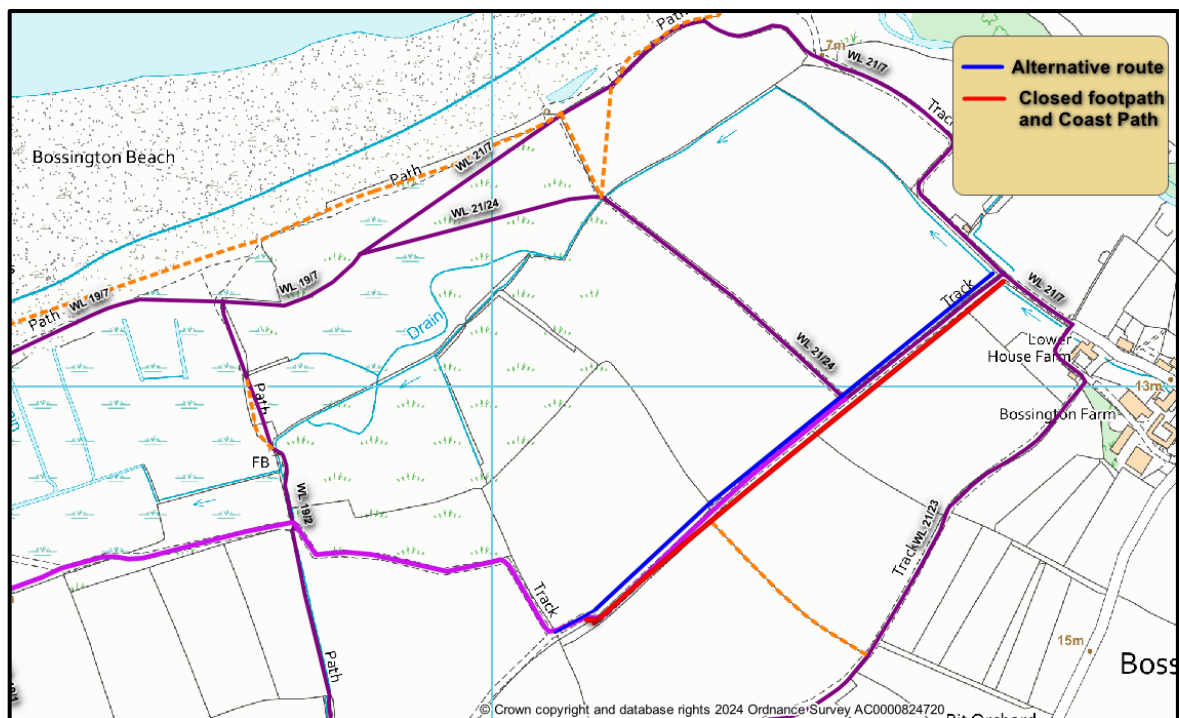 Path
7m
WL 21/7
Track
Alternative route
Closed footpath
and Coast Path
Bossington Beach
WL 21/7
Path
WL 21/24
WL 19/7
WL 19/7
Path
Track
WL 21/7
Drain
Lower
House Farm
WL 21/24
13m
Path
Bossington Farm
FB
WL 19/2
WL 21/23
Track
Track
Path
15m
Boss
© Crown copyright and database rights 2024 Ordnance Survey AC0000824720